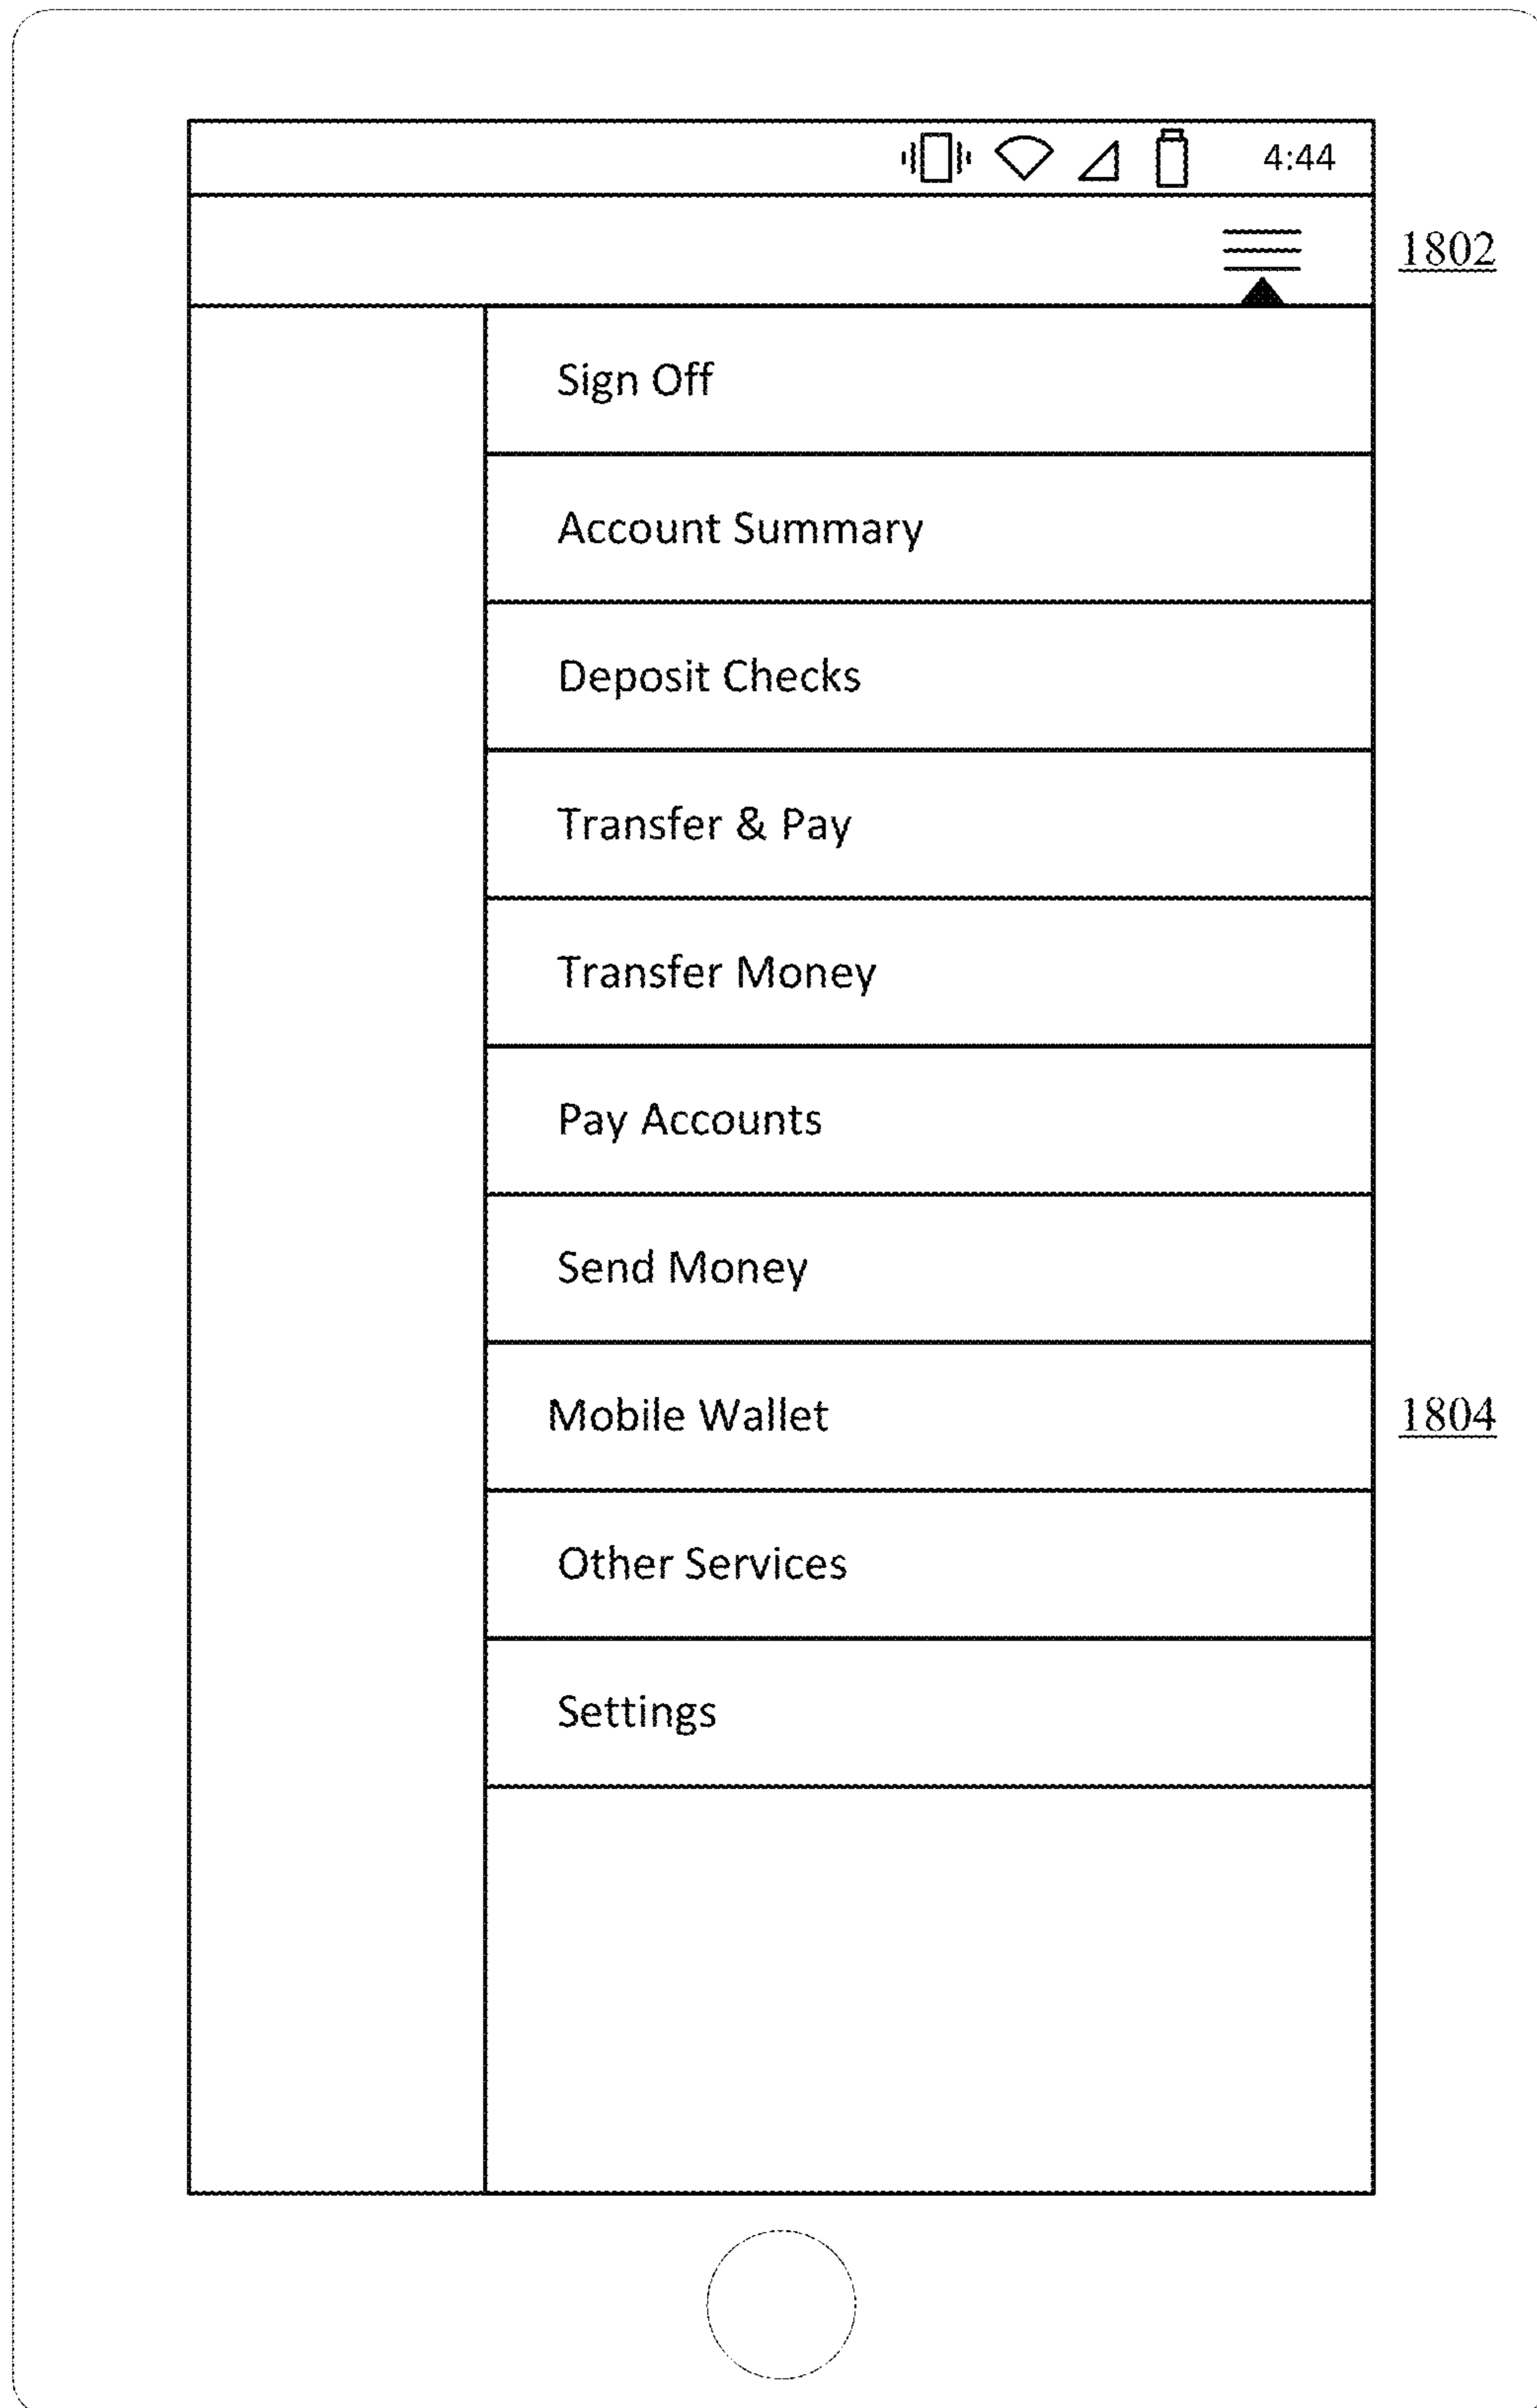 4:44
1802
Sign Off
Account Summary
Deposit Checks
Transfer & Pay
Transfer Money
Pay Accounts
Send Money
Mobile Wallet
1804
Other Services
Settings